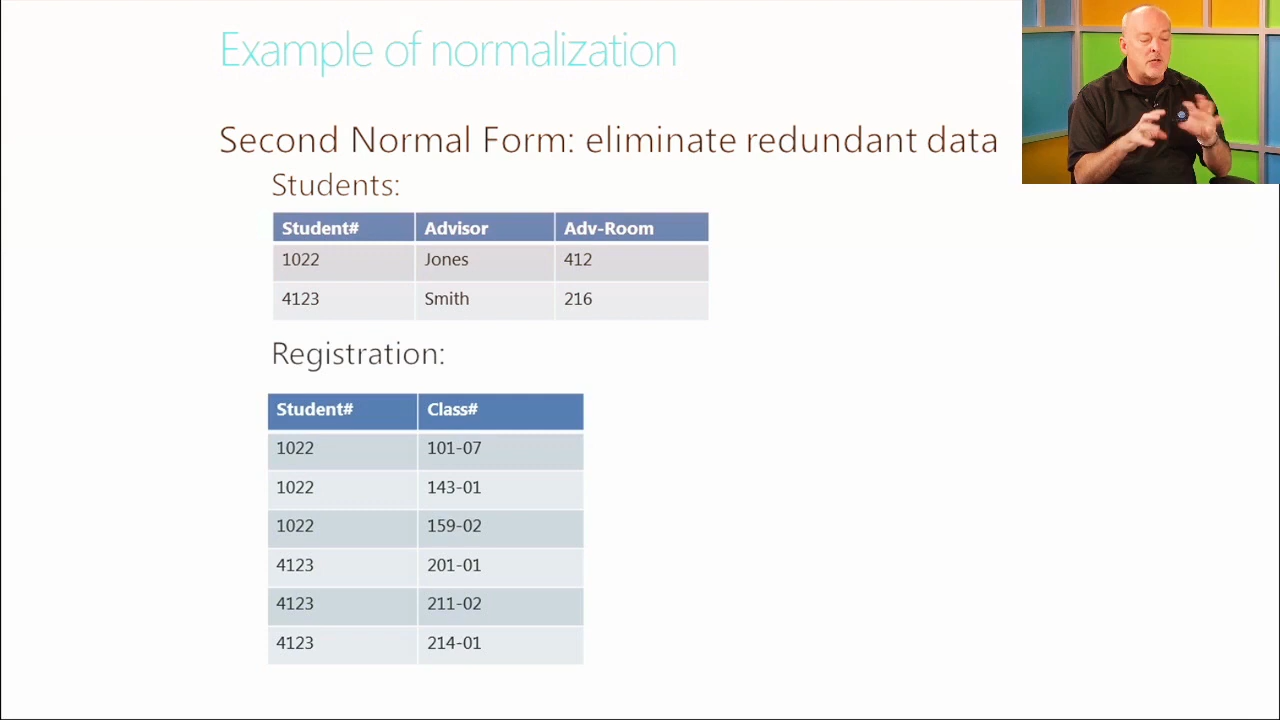 Example of normalization
Second Normal Form: eliminate redundant data
Students:
Student# Advisor Adv-Room
1022 Jones 412
4123 Smith 216
Registration:
Student# Class#
1022 101-07
1022 143-01
1022 159-02
4123 201-01
4123 211-02
4123 214-01